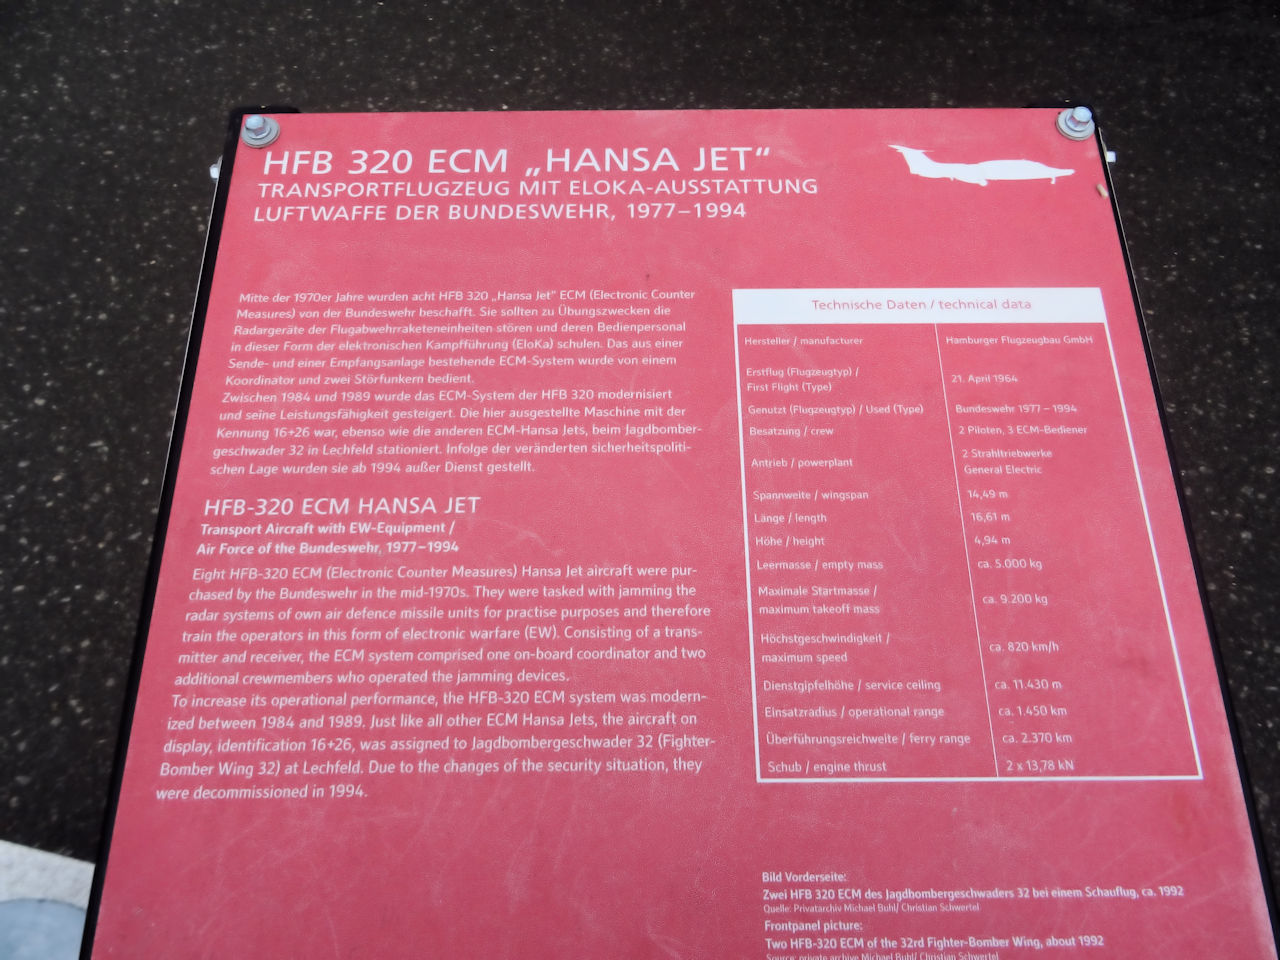 HFB 320 ECM „HANSA JET“
TRANSPORTFLUGZEUG MIT ELOKA-AUSSTATTUNG
LUFTWAFFE DER BUNDESWEHR, 1977–1994
Mitte der 1970er Jahre wurden acht HFB 320 „Hansa Jet“ ECM (Electronic Counter
Measures) von der Bundeswehr beschafft. Sie sollten zu Übungszwecken die
Radargeräte der Flugabwehrraketeneinheiten stören und deren Bedienpersonal
in dieser Form der elektronischen Kampfführung (EloKa) schulen. Das aus einer
Sende- und einer Empfangsanlage bestehende ECM-System wurde von einem
Koordinator und zwei Störfunkern bedient.
Zwischen 1984 und 1989 wurde das ECM-System der HFB 320 modernisiert
und seine Leistungsfähigkeit gesteigert. Die hier ausgestellte Maschine mit der
Kennung 16+26 war, ebenso wie die anderen ECM-Hansa Jets, beim Jagdbomber-
geschwader 32 in Lechfeld stationiert. Infolge der veränderten sicherheitspoliti-
schen Lage wurden sie ab 1994 außer Dienst gestellt.
HFB-320 ECM HANSA JET
Transport Aircraft with EW-Equipment /
Air Force of the Bundeswehr, 1977–1994
Eight HFB-320 ECM (Electronic Counter Measures) Hansa Jet aircraft were pur-
chased by the Bundeswehr in the mid-1970s. They were tasked with jamming the
radar systems of own air defence missile units for practise purposes and therefore
train the operators in this form of electronic warfare (EW). Consisting of a trans-
mitter and receiver, the ECM system comprised one on-board coordinator and two
additional crewmembers who operated the jamming devices.
To increase its operational performance, the HFB-320 ECM system was modern-
ized between 1984 and 1989. Just like all other ECM Hansa Jets, the aircraft on
display, identification 16+26, was assigned to Jagdbombergeschwader 32 (Fighter-
Bomber Wing 32) at Lechfeld. Due to the changes of the security situation, they
were decommissioned in 1994.
Technische Daten / technical data
Hersteller / manufacturer Hamburger Flugzeugbau GmbH
Erstflug (Flugzeugtyp) /
First Flight (Type) 21. April 1964
Genutzt (Flugzeugtyp) / Used (Type) Bundeswehr 1977 – 1994
Besatzung / crew 2 Piloten, 3 ECM-Bediener
Antrieb / powerplant 2 Strahltriebwerke
General Electric
Spannweite / wingspan 14,49 m
Länge / length 16,61 m
Höhe / height 4,94 m
Leermasse / empty mass ca. 5.000 kg
Maximale Startmasse /
maximum takeoff mass ca. 9.200 kg
Höchstgeschwindigkeit /
maximum speed ca. 820 km/h
Dienstgipfelhöhe / service ceiling ca. 11.430 m
Einsatzradius / operational range ca. 1.450 km
Überführungsreichweite / ferry range ca. 2.370 km
Schub / engine thrust 2 x 13,78 kN
Bild Vorderseite:
Zwei HFB 320 ECM des Jagdbombergeschwaders 32 bei einem Schauflug, ca. 1992
Quelle: Privatarchiv Michael Buhl/ Christian Schwertel
Frontpanel picture:
Two HFB-320 ECM of the 32rd Fighter-Bomber Wing, about 1992
Source: private archive Michael Buhl/ Christian Schwertel